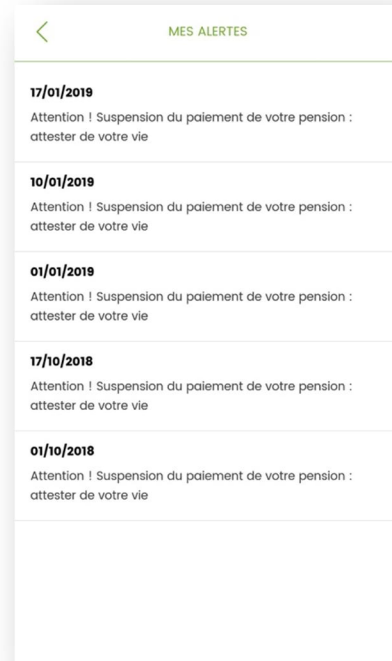 MES ALERTES
17/01/2019
Attention ! Suspension du paiement de votre pension :
attester de votre vie
10/01/2019
Attention ! Suspension du paiement de votre pension :
attester de votre vie
01/01/2019
Attention ! Suspension du paiement de votre pension :
attester de votre vie
17/10/2018
Attention ! Suspension du paiement de votre pension :
attester de votre vie
01/10/2018
Attention ! Suspension du paiement de votre pension :
attester de votre vie